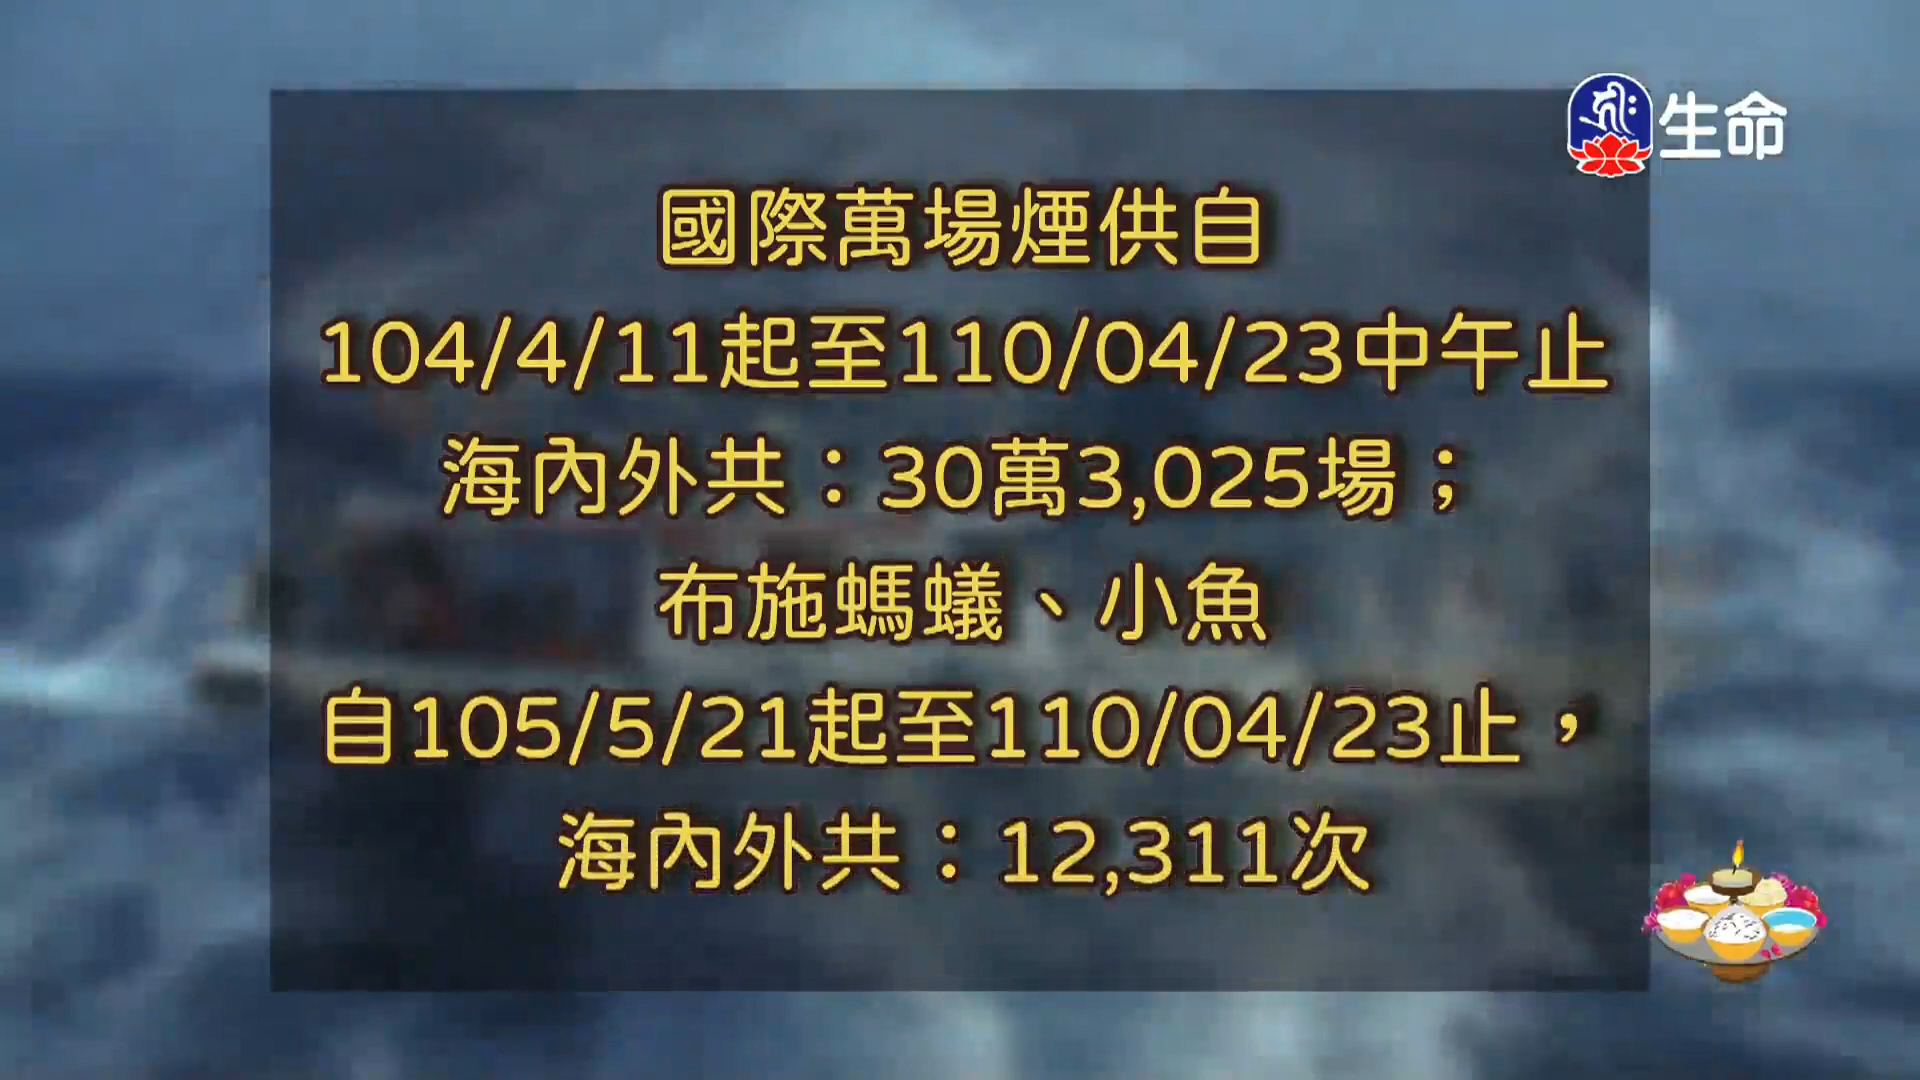 生命
國際萬場煙供自
104/4/11起至110/04/23中午止
海內外共：30萬3,025場；
布施螞蟻、小魚
自105/5/21起至110/04/23止，
海內外共：12,311次